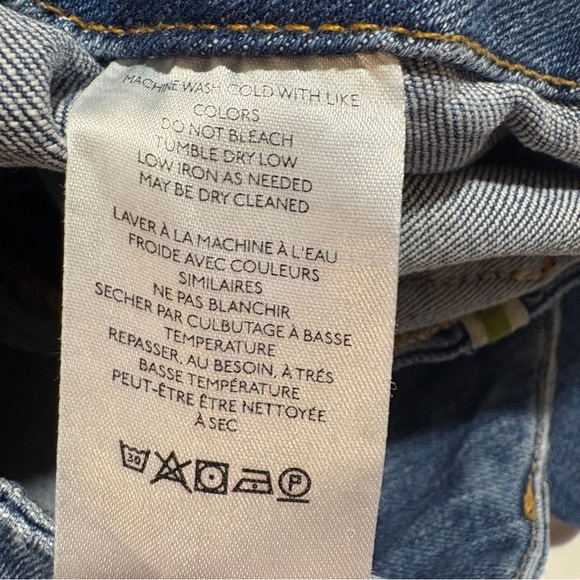 MACHINE WASH COLD WITH LIKE
COLORS
DO NOT BLEACH
TUMBLE DRY LOW
LOW IRON AS NEEDED
MAY BE DRY CLEANED
LAVER À LA MACHINE À L'EAU
FROIDE AVEC COULEURS
SIMILAIRES
NE PAS BLANCHIR
SECHER PAR CULBUTAGE À BASSE
TEMPERATURE
REPASSER, AU BESOIN, À TRÉS
BASSE TEMPÉRATURE
PEUT-ÊTRE ÊTRE NETTOYÉE
À SEC
30 P